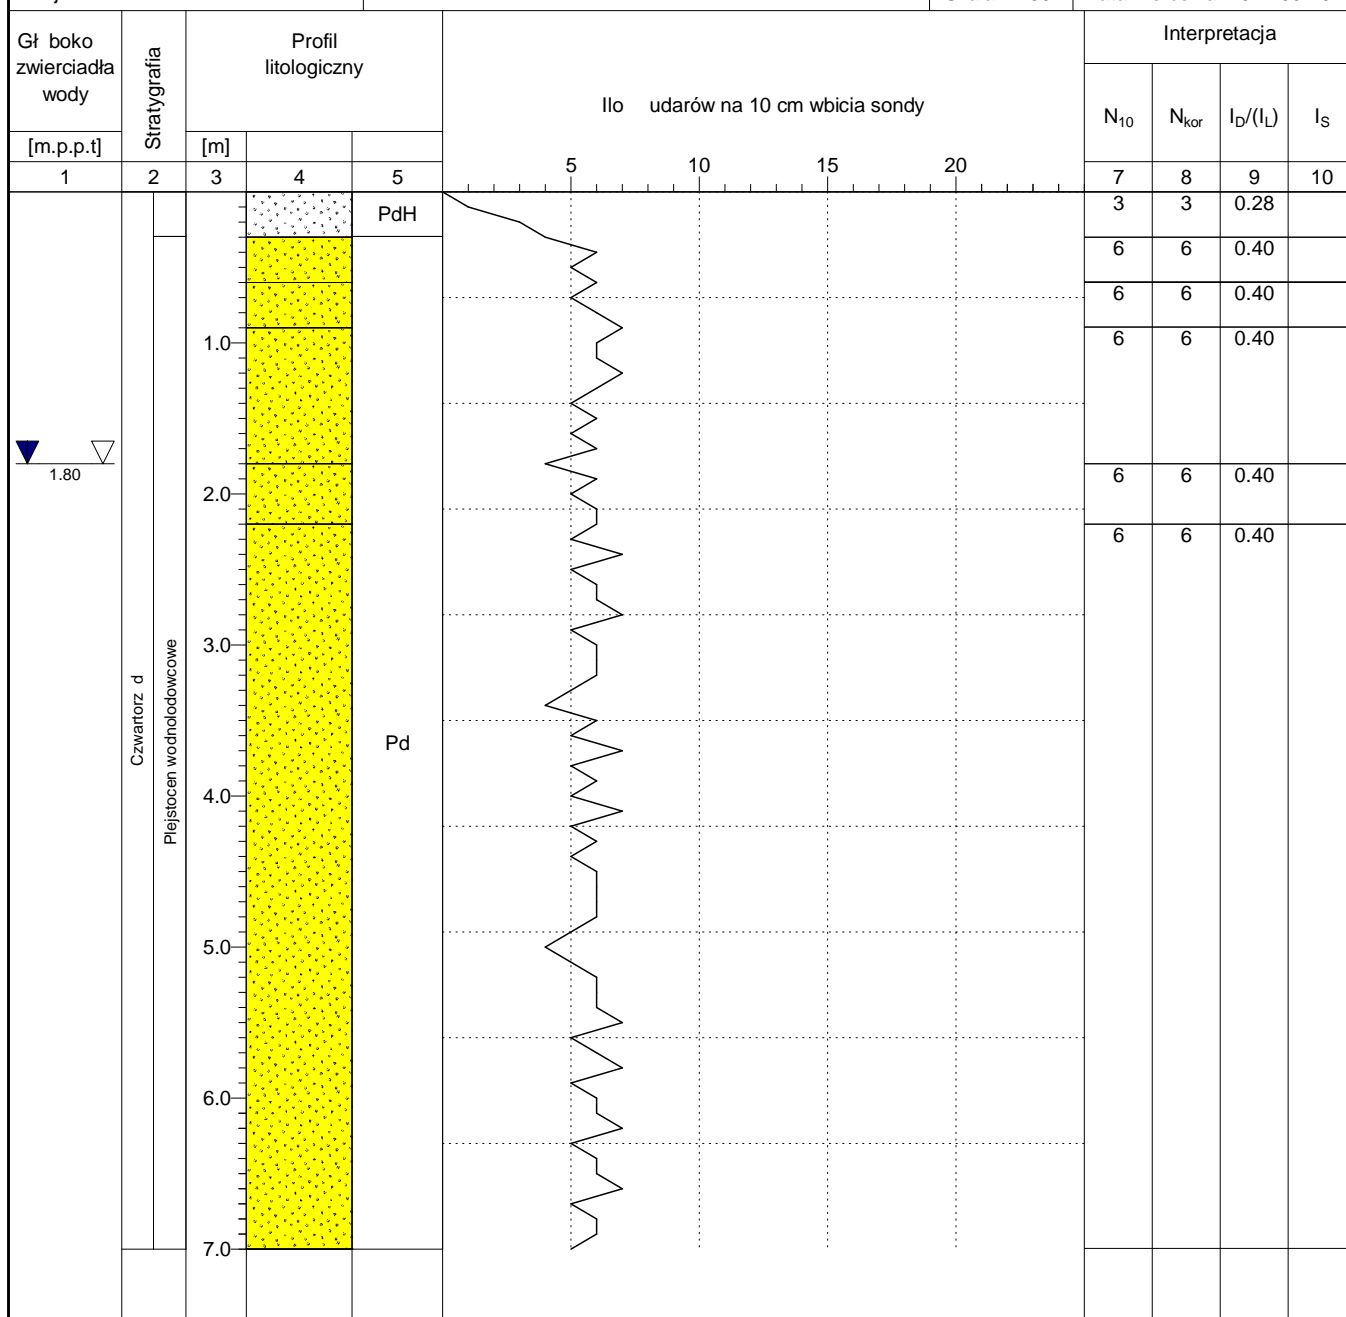 Gł boko
zwierciadła
wody
[m.p.p.t]
Stratygrafia
Profil
litologiczny
[m]
Ilo udarów na 10 cm wbicia sondy
Interpretacja
N10 Nkor ID/(IL) IS
5 10 15 20
1 2 3 4 5 7 8 9 10
PdH 3 3 0.28
6 6 0.40
6 6 0.40
1.0 6 6 0.40
1.80 6 6 0.40
2.0
6 6 0.40
3.0
Czwartorz d
Plejstocen wodnolodowcowe
Pd
4.0
5.0
6.0
7.0